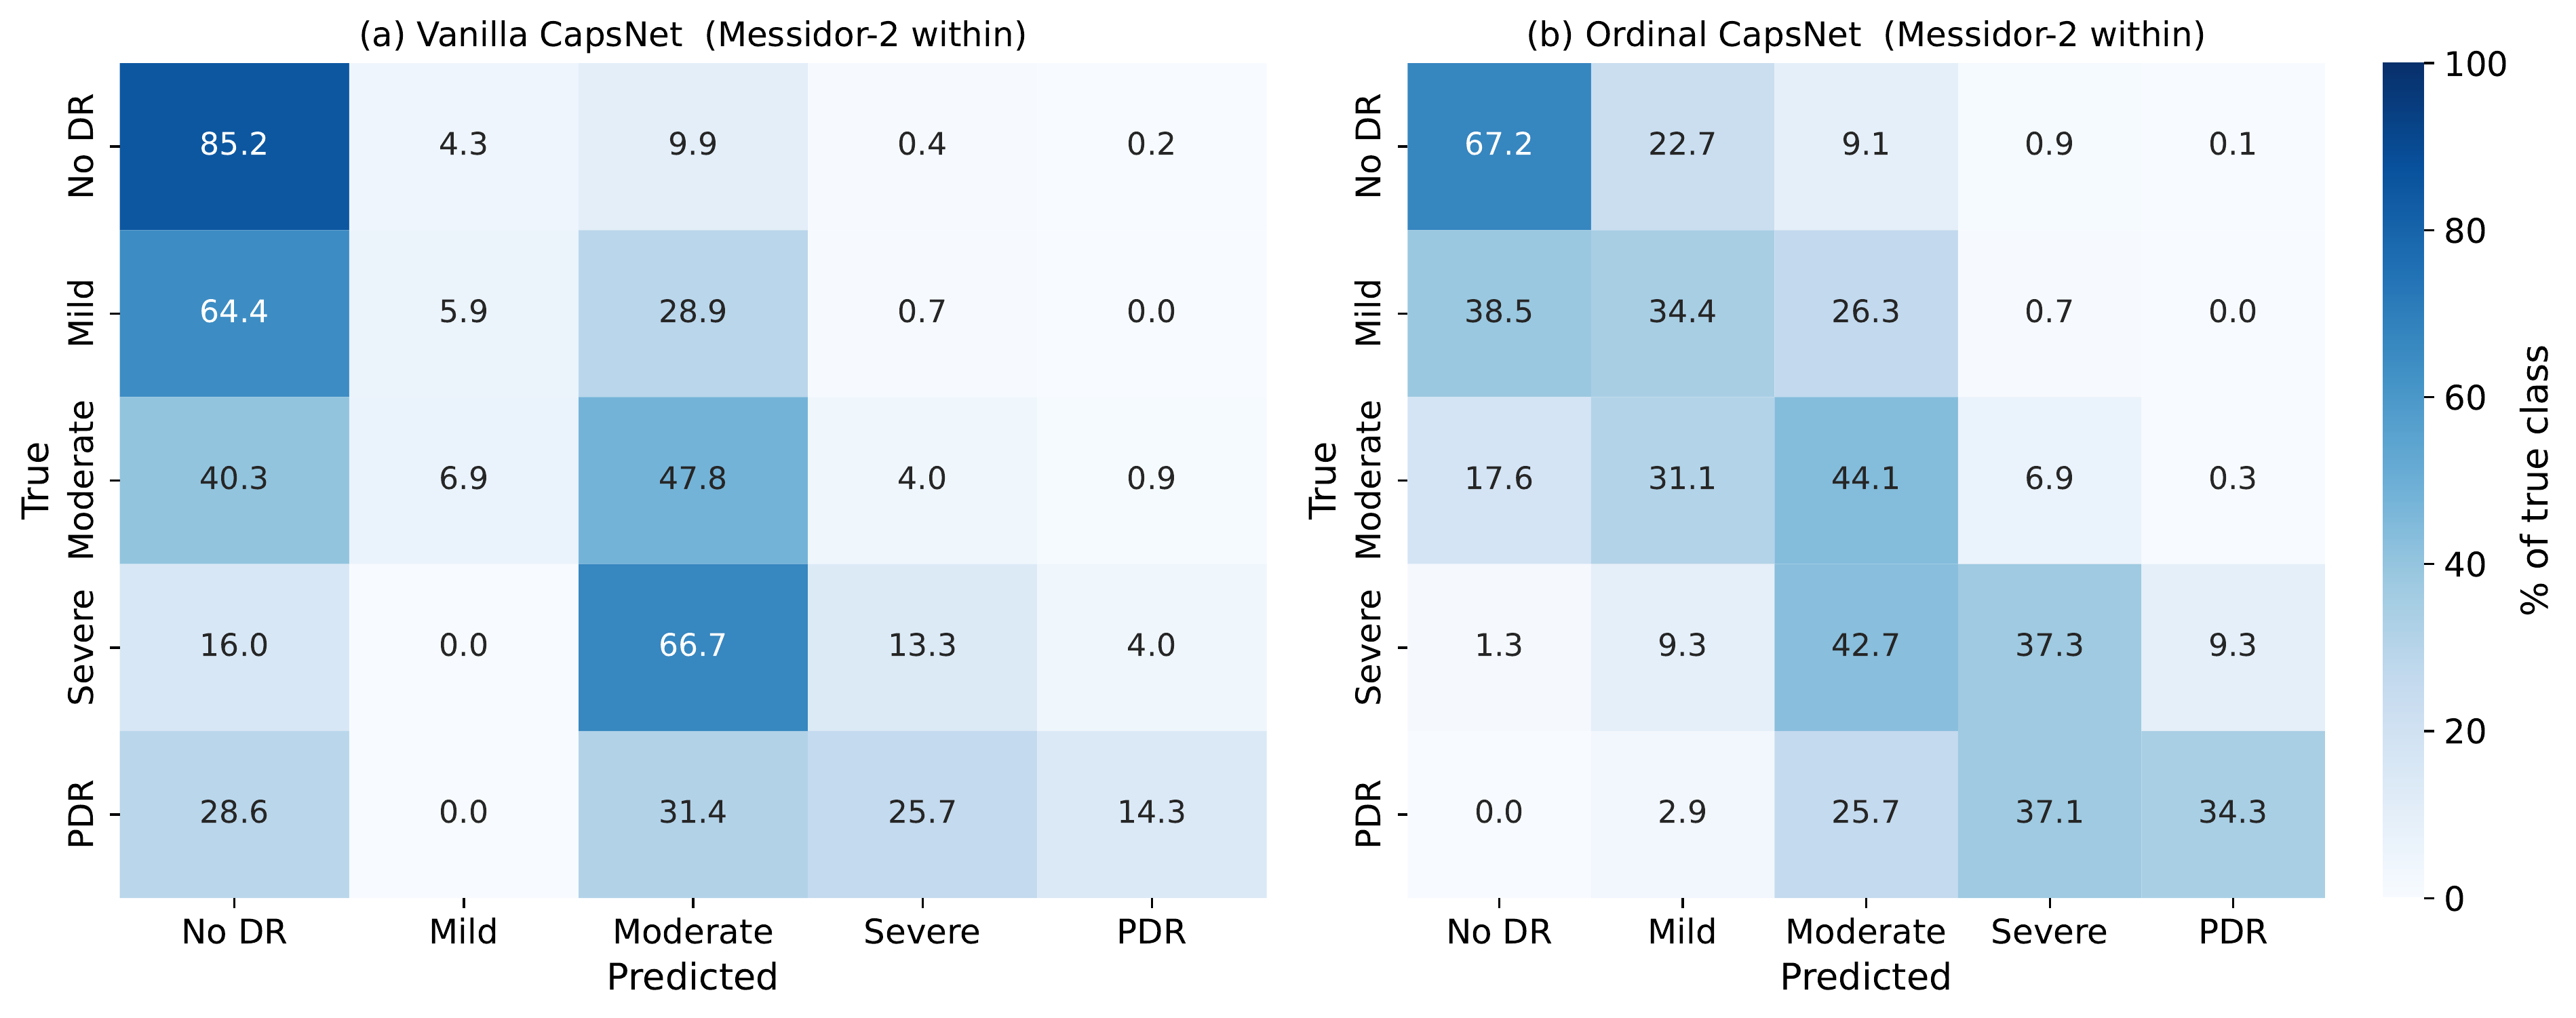 (a) Vanilla CapsNet (Messidor-2 within)
True
No DR 85.2 4.3 9.9 0.4 0.2
Mild 64.4 5.9 28.9 0.7 0.0
Moderate 40.3 6.9 47.8 4.0 0.9
Severe 16.0 0.0 66.7 13.3 4.0
PDR 28.6 0.0 31.4 25.7 14.3
No DR Mild Moderate Severe PDR
Predicted
(b) Ordinal CapsNet (Messidor-2 within)
True
No DR 67.2 22.7 9.1 0.9 0.1
Mild 38.5 34.4 26.3 0.7 0.0
Moderate 17.6 31.1 44.1 6.9 0.3
Severe 1.3 9.3 42.7 37.3 9.3
PDR 0.0 2.9 25.7 37.1 34.3
No DR Mild Moderate Severe PDR
Predicted
100
80
60
40
20
0
% of true class